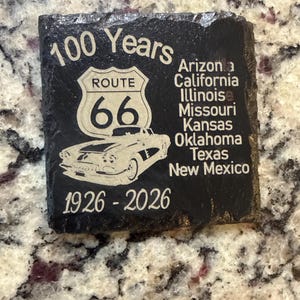 100 Years
ROUTE
66
1926 - 2026
Arizona
California
Illinois
Missouri
Kansas
Oklahoma
Texas
New Mexico